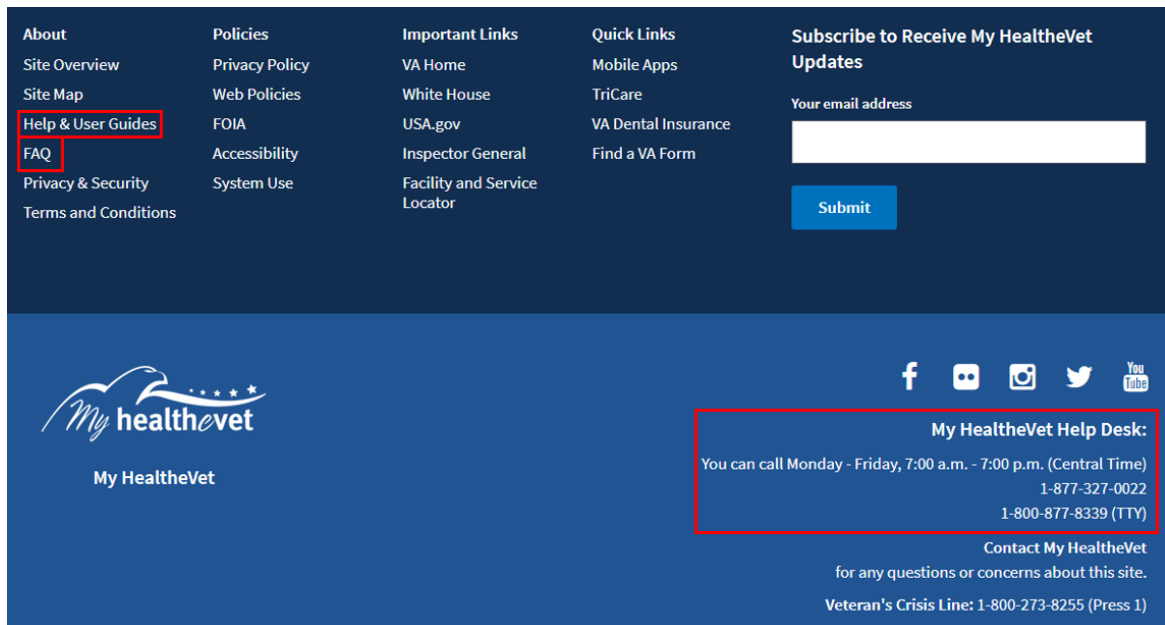 About
Site Overview
Site Map
Help & User Guides
FAQ
Privacy & Security
Terms and Conditions
Policies
Privacy Policy
Web Policies
FOIA
Accessibility
System Use
Important Links
VA Home
White House
USA.gov
Inspector General
Facility and Service
Locator
Quick Links
Mobile Apps
TriCare
VA Dental Insurance
Find a VA Form
Subscribe to Receive My HealtheVet
Updates
Your email address
Submit
My healthevet
My HealtheVet
f
You
Tube
My HealtheVet Help Desk:
You can call Monday - Friday, 7:00 a.m. - 7:00 p.m. (Central Time)
1-877-327-0022
1-800-877-8339 (TTY)
Contact My HealtheVet
for any questions or concerns about this site.
Veteran's Crisis Line: 1-800-273-8255 (Press 1)